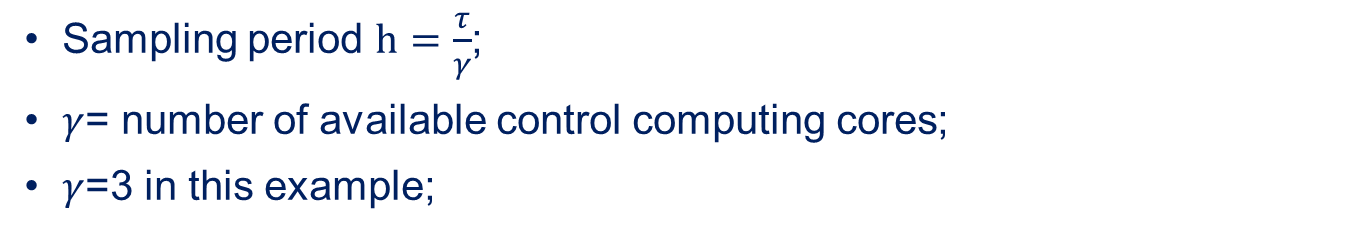 • Sampling period h = τ/γ;
• γ= number of available control computing cores;
• γ=3 in this example;